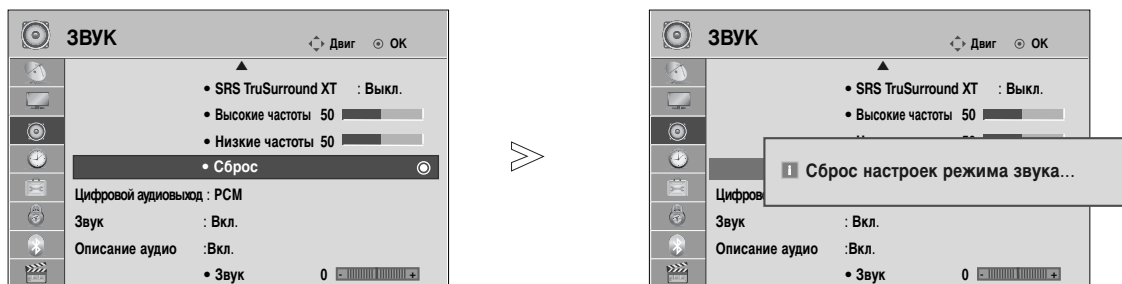 ЗВУК Двиг OK
• SRS TruSurround XT : Выкл.
• Высокие частоты 50
• Низкие частоты 50
• Сброс
Цифровой аудиовыход : PCM
Звук : Вкл.
Описание аудио :Вкл.
• Звук 0 - +
ЗВУК Двиг OK
• SRS TruSurround XT : Выкл.
• Высокие частоты 50
i Сброс настроек режима звука...
Цифров
Звук : Вкл.
Описание аудио :Вкл.
• Звук 0 - +